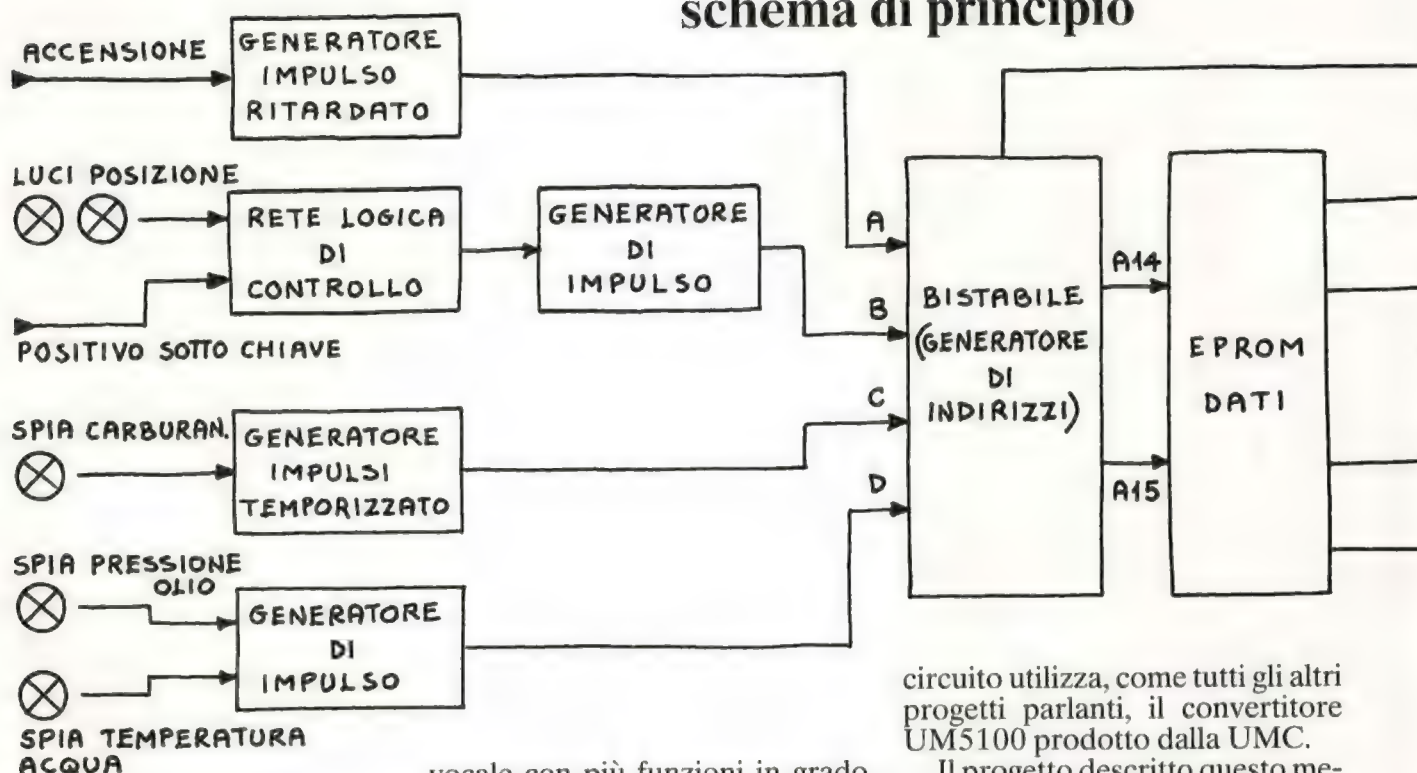 schema di principio
ACCENSIONE
GENERATORE
IMPULSO
RITARDATO
LUCI POSIZIONE
RETE LOGICA
DI
CONTROLLO
GENERATORE
DI
IMPULSO
POSITIVO SOTTO CHIAVE
SPIA CARBURAN.
GENERATORE
IMPULSI
TEMPORIZZATO
SPIA PRESSIONE
OLIO
GENERATORE
DI
IMPULSO
SPIA TEMPERATURA
ACQUA
A
B
C
D
BISTABILE
(GENERATORE
DI
INDIRIZZI)
A14
A15
EPROM
DATI
circuito utilizza, come tutti gli altri
progetti parlanti, il convertitore
UM5100 prodotto dalla UMC.
Il progetto descritto questo me-
vocale con più funzioni in grado